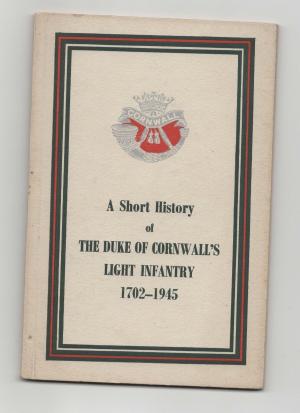 CORNWALL
A Short History
of
THE DUKE OF CORNWALL'S
LIGHT INFANTRY
1702–1945